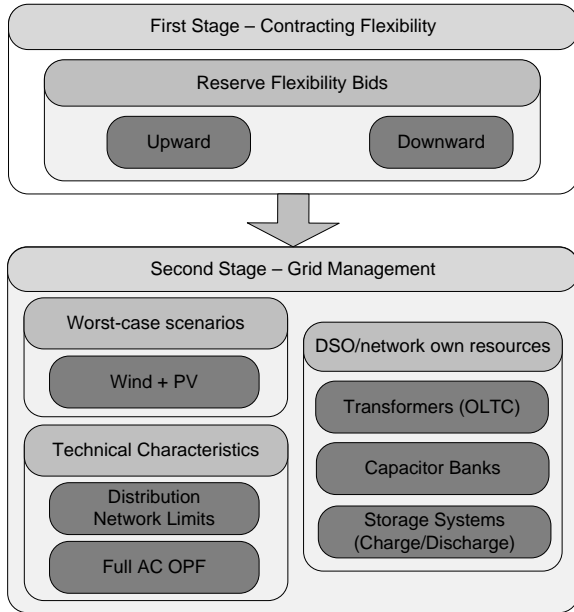 First Stage – Contracting Flexibility
Reserve Flexibility Bids
Upward
Downward
Second Stage – Grid Management
Worst-case scenarios
Wind + PV
Technical Characteristics
Distribution
Network Limits
Full AC OPF
DSO/network own resources
Transformers (OLTC)
Capacitor Banks
Storage Systems
(Charge/Discharge)